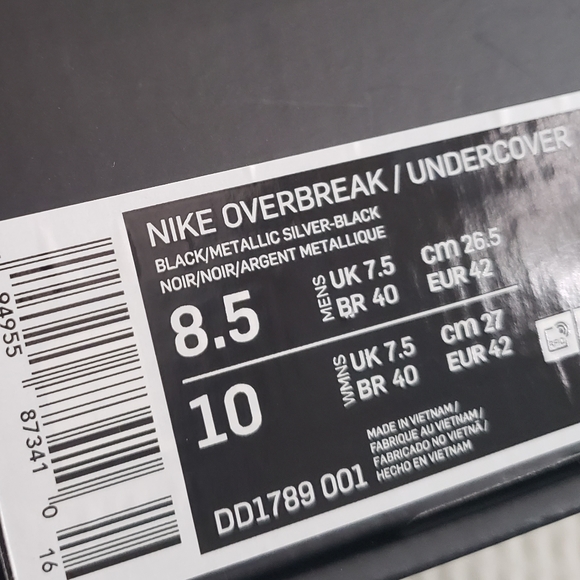 NIKE OVERBREAK / UNDERCOVER
BLACK/METALLIC SILVER-BLACK
NOIR/NOIR/ARGENT METALLIQUE
8.5
MENS
UK 7.5
BR 40
cm 26.5
EUR 42
10
WMNS
UK 7.5
BR 40
cm 27
EUR 42
MADE IN VIETNAM/
FABRIQUE AU VIETNAM/
FABRICADO NO VIETNÃ/
HECHO EN VIETNAM
DD1789 001
94955 87341 0 16